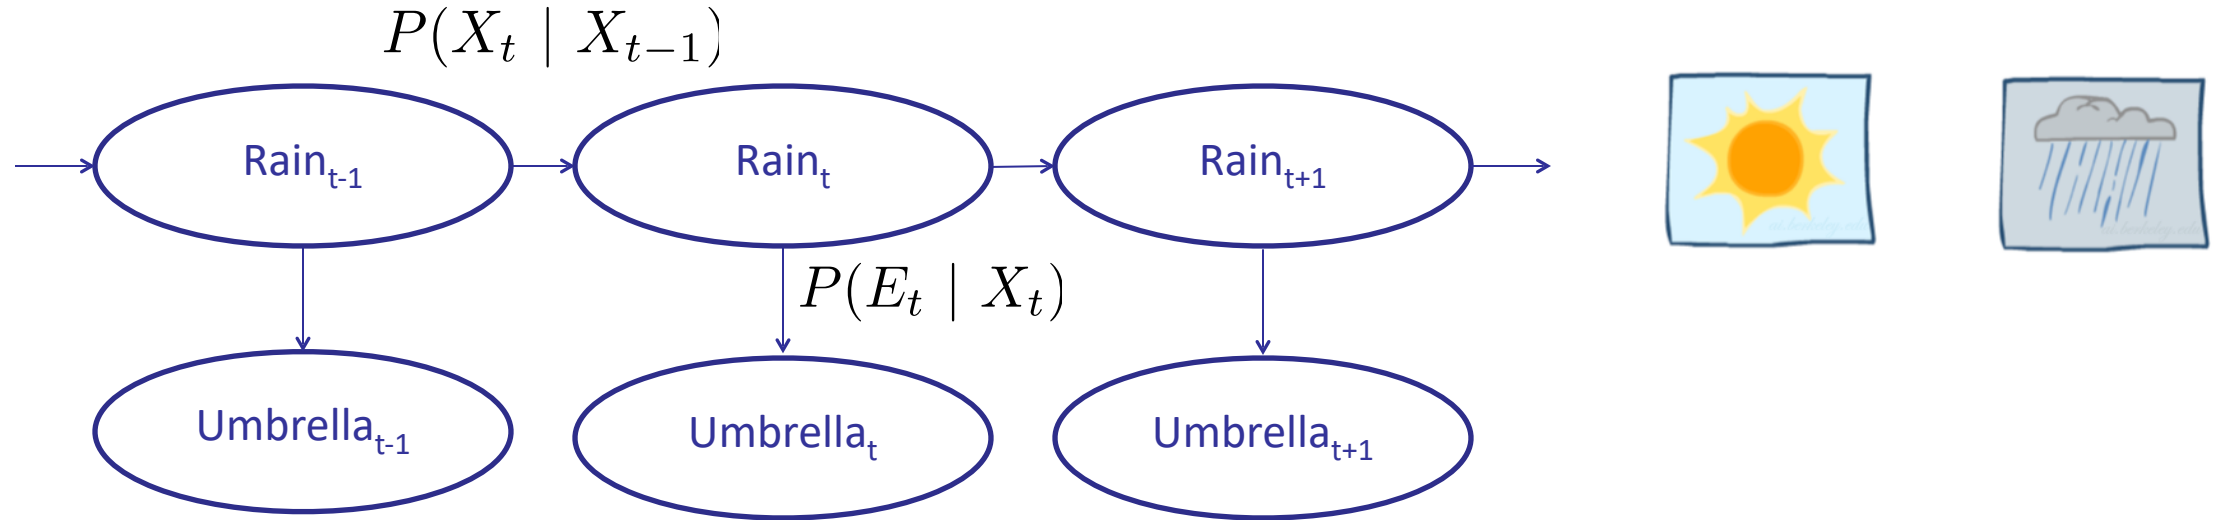 P(X_t | X_{t-1})
Rain_{t-1}
Rain_t
Rain_{t+1}
P(E_t | X_t)
Umbrella_{t-1}
Umbrella_t
Umbrella_{t+1}